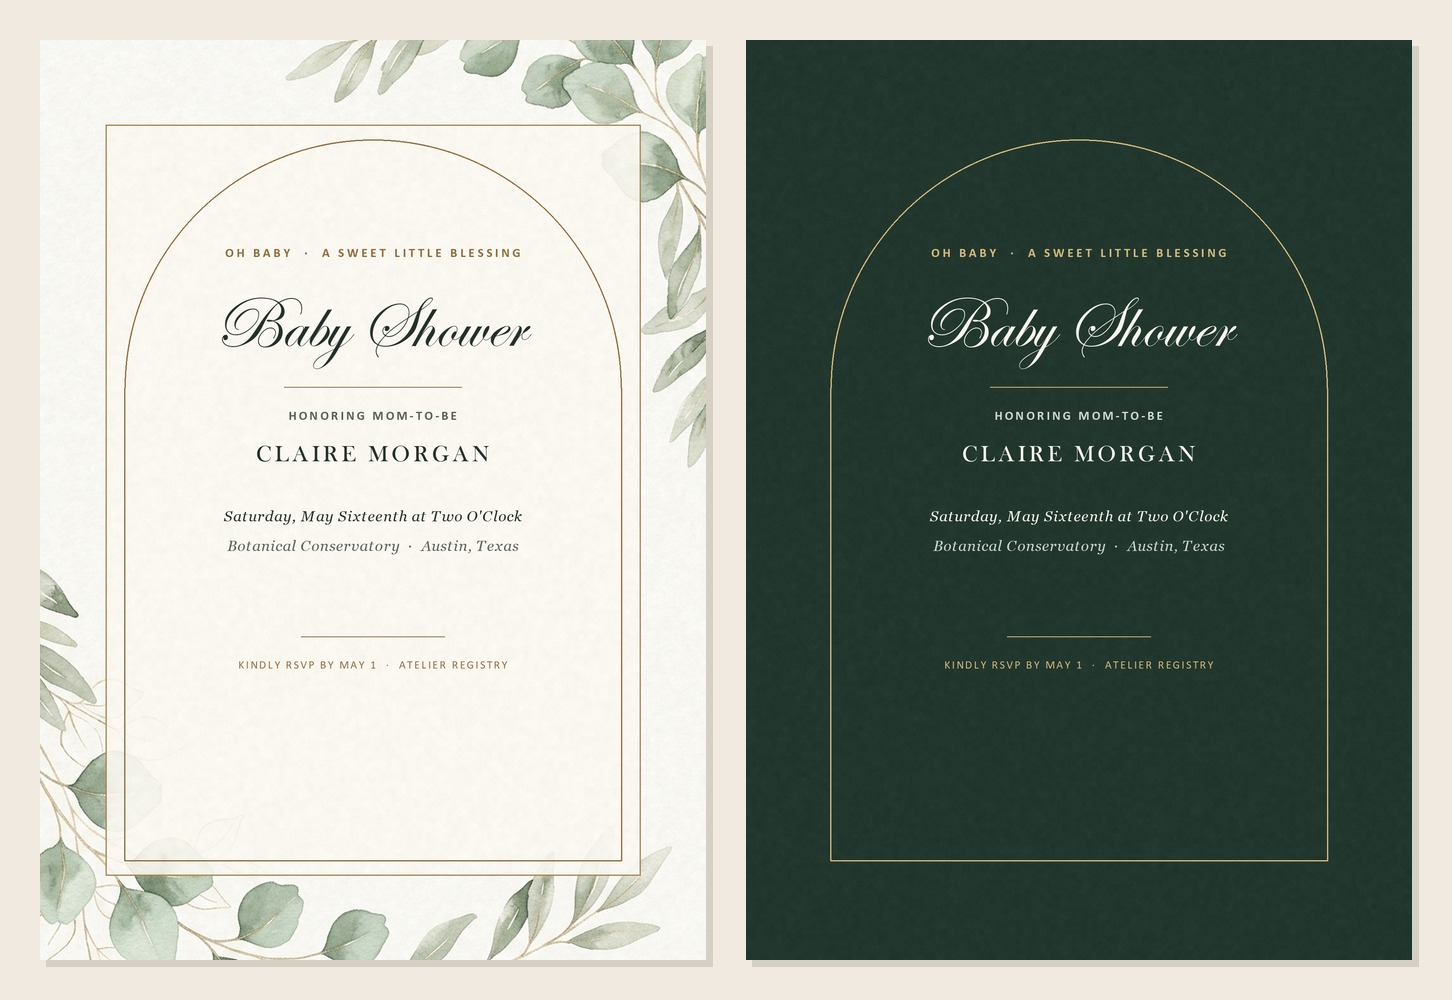 OH BABY · A SWEET LITTLE BLESSING
Baby Shower
HONORING MOM-TO-BE
CLAIRE MORGAN
Saturday, May Sixteenth at Two O'Clock
Botanical Conservatory · Austin, Texas
KINDLY RSVP BY MAY 1 · ATELIER REGISTRY
OH BABY · A SWEET LITTLE BLESSING
Baby Shower
HONORING MOM-TO-BE
CLAIRE MORGAN
Saturday, May Sixteenth at Two O'Clock
Botanical Conservatory · Austin, Texas
KINDLY RSVP BY MAY 1 · ATELIER REGISTRY